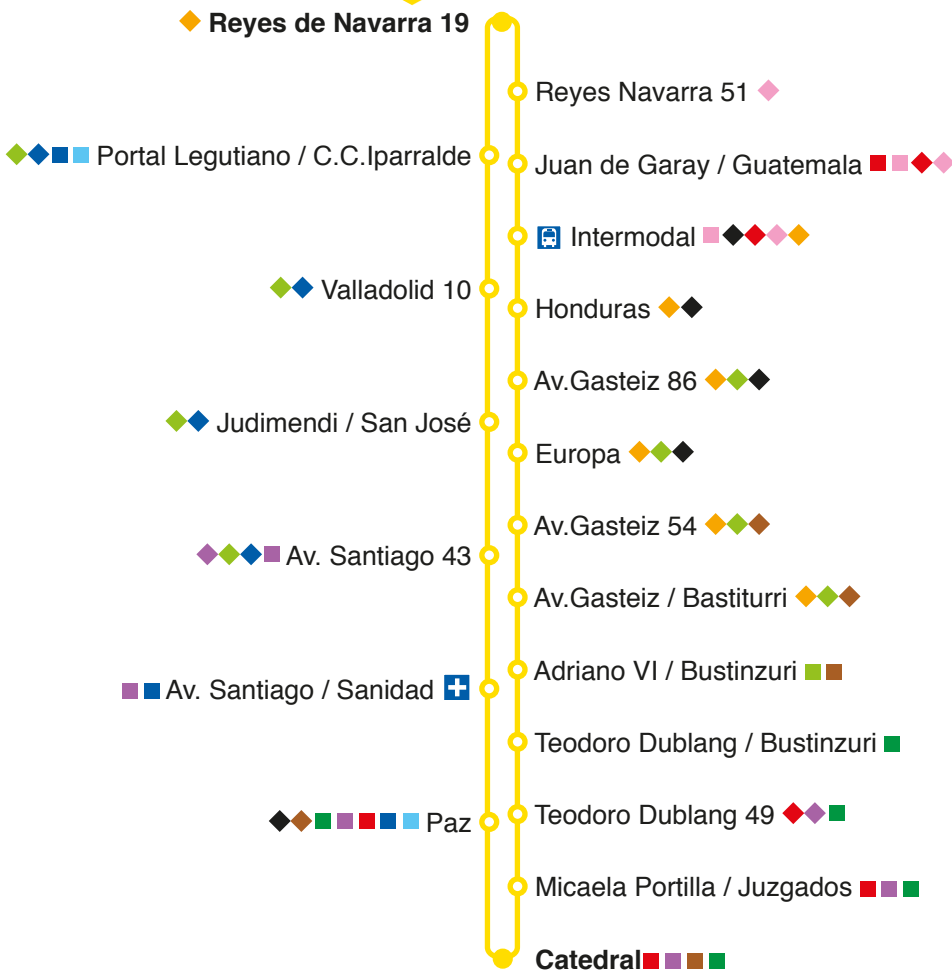 Reyes de Navarra 19
Reyes Navarra 51
Portal Legutiano / C.C.Iparralde
Juan de Garay / Guatemala
Intermodal
Valladolid 10
Honduras
Av.Gasteiz 86
Judimendi / San José
Europa
Av.Gasteiz 54
Av. Santiago 43
Av.Gasteiz / Bastiturri
Adriano VI / Bustinzuri
Av. Santiago / Sanidad
Teodoro Dublang / Bustinzuri
Teodoro Dublang 49
Paz
Micaela Portilla / Juzgados
Catedral